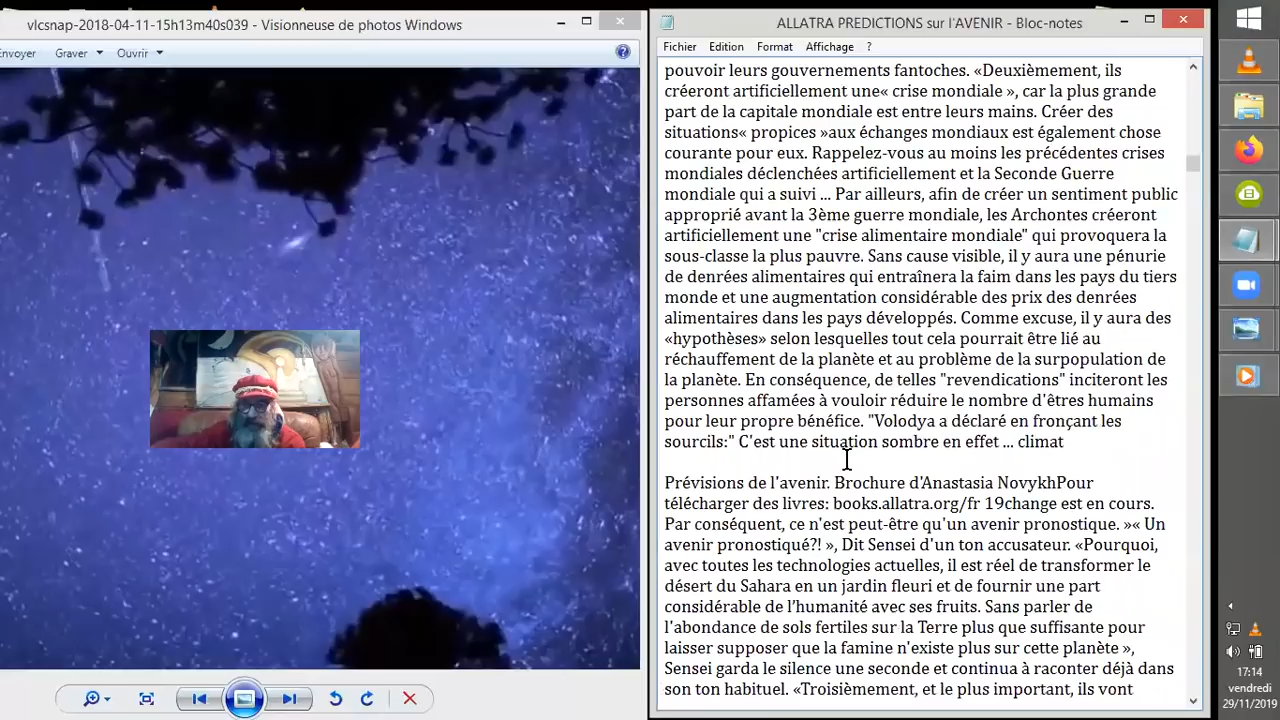 vlcsnap-2018-04-11-15h13m40s039 - Visionneuse de photos Windows
Envoyer Graver Ouvrir
ALLATRA PREDICTIONS sur l'AVENIR - Bloc-notes
Fichier Edition Format Affichage ?
pouvoir leurs gouvernements fantoches. «Deuxièmement, ils
créeront artificiellement une« crise mondiale », car la plus grande
part de la capitale mondiale est entre leurs mains. Créer des
situations« propices »aux échanges mondiaux est également chose
courante pour eux. Rappelez-vous au moins les précédentes crises
mondiales déclenchées artificiellement et la Seconde Guerre
mondiale qui a suivi ... Par ailleurs, afin de créer un sentiment public
approprié avant la 3ème guerre mondiale, les Archontes créeront
artificiellement une "crise alimentaire mondiale" qui provoquera la
sous-classe la plus pauvre. Sans cause visible, il y aura une pénurie
de denrées alimentaires qui entraînera la faim dans les pays du tiers
monde et une augmentation considérable des prix des denrées
alimentaires dans les pays développés. Comme excuse, il y aura des
«hypothèses» selon lesquelles tout cela pourrait être lié au
réchauffement de la planète et au problème de la surpopulation de
la planète. En conséquence, de telles "revendications" inciteront les
personnes affamées à vouloir réduire le nombre d'êtres humains
pour leur propre bénéfice. "Volodya a déclaré en fronçant les
sourcils:" C'est une situation sombre en effet ... climat
Prévisions de l'avenir. Brochure d'Anastasia NovykhPour
télécharger des livres: books.allatra.org/fr 19change est en cours.
Par conséquent, ce n'est peut-être qu'un avenir pronostique. »« Un
avenir pronostiqué?! », Dit Sensei d'un ton accusateur. «Pourquoi,
avec toutes les technologies actuelles, il est réel de transformer le
désert du Sahara en un jardin fleuri et de fournir une part
considérable de l'humanité avec ses fruits. Sans parler de
l'abondance de sols fertiles sur la Terre plus que suffisante pour
laisser supposer que la famine n'existe plus sur cette planète »,
Sensei garda le silence une seconde et continua à raconter déjà dans
son ton habituel. «Troisièmement, et le plus important, ils vont
17:14
vendredi
29/11/2019